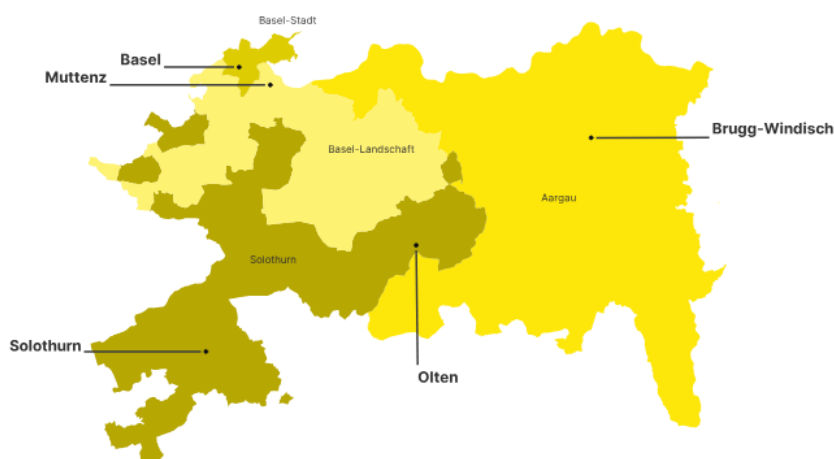 Basel-Stadt
Basel
Muttenz
Brugg-Windisch
Basel-Landschaft
Aargau
Solothurn
Solothurn
Olten